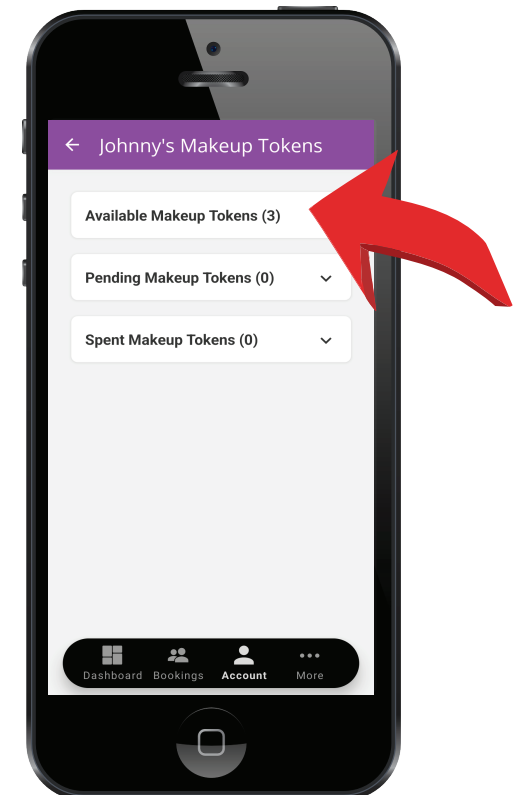 Johnny's Makeup Tokens
Available Makeup Tokens (3)
Pending Makeup Tokens (0)
Spent Makeup Tokens (0)
Dashboard Bookings Account More